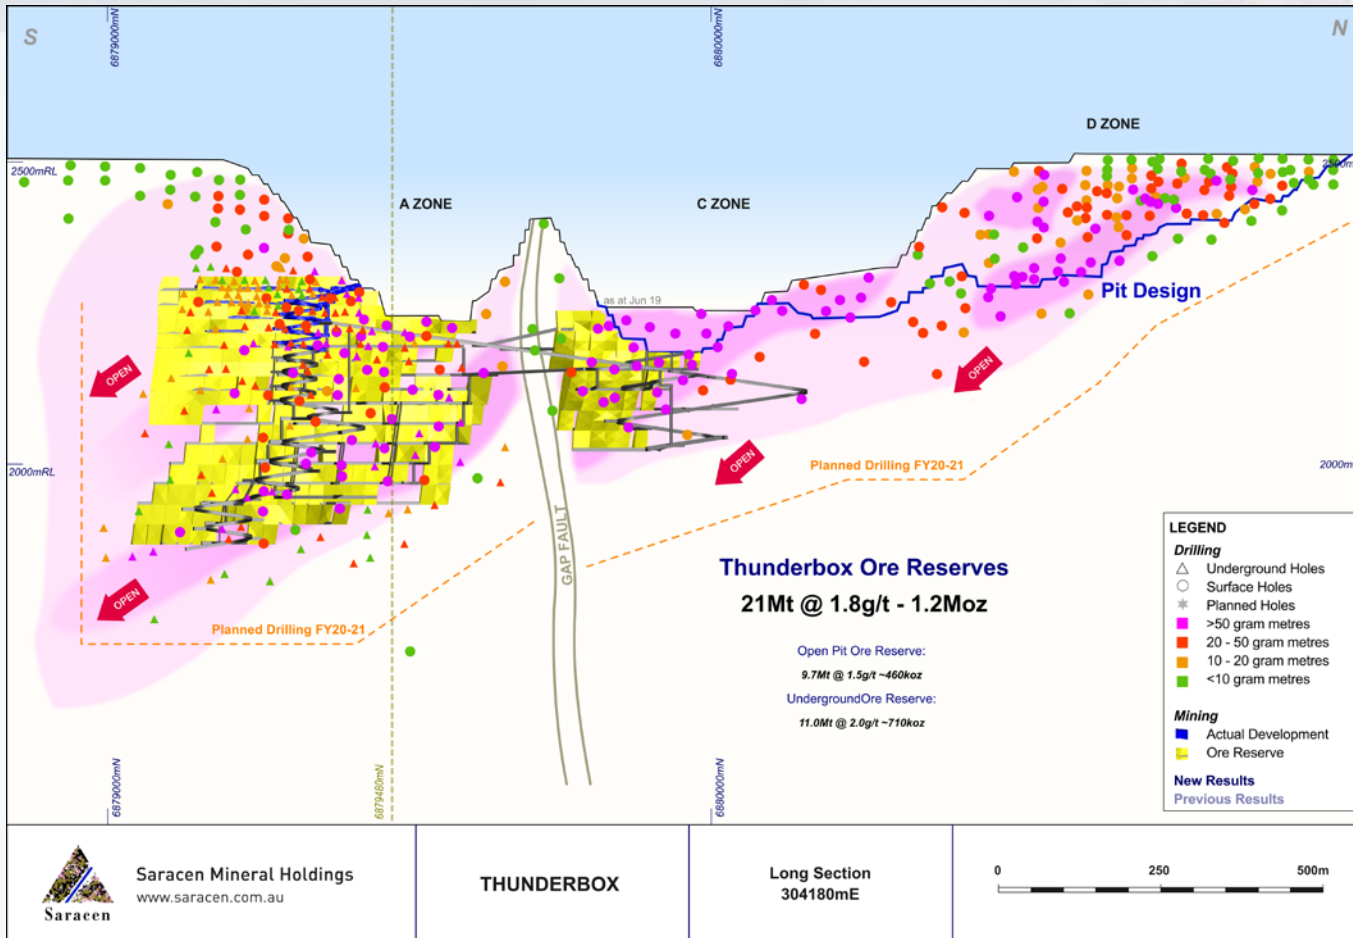 S
N
6879000mN
6880000mN
D ZONE
2500mRL
2500m
A ZONE
C ZONE
as at Jun 19
Pit Design
OPEN
OPEN
OPEN
OPEN
2000mRL
2000m
Planned Drilling FY20-21
GAP FAULT
Planned Drilling FY20-21
Thunderbox Ore Reserves
21Mt @ 1.8g/t - 1.2Moz
Open Pit Ore Reserve:
9.7Mt @ 1.5g/t ~460koz
UndergroundOre Reserve:
11.0Mt @ 2.0g/t ~710koz
LEGEND
Drilling
Underground Holes
Surface Holes
Planned Holes
>50 gram metres
20 - 50 gram metres
10 - 20 gram metres
<10 gram metres
Mining
Actual Development
Ore Reserve
New Results
Previous Results
6879000mN
6879480mN
6880000mN
Saracen
Saracen Mineral Holdings
www.saracen.com.au
THUNDERBOX
Long Section
304180mE
0 250 500m